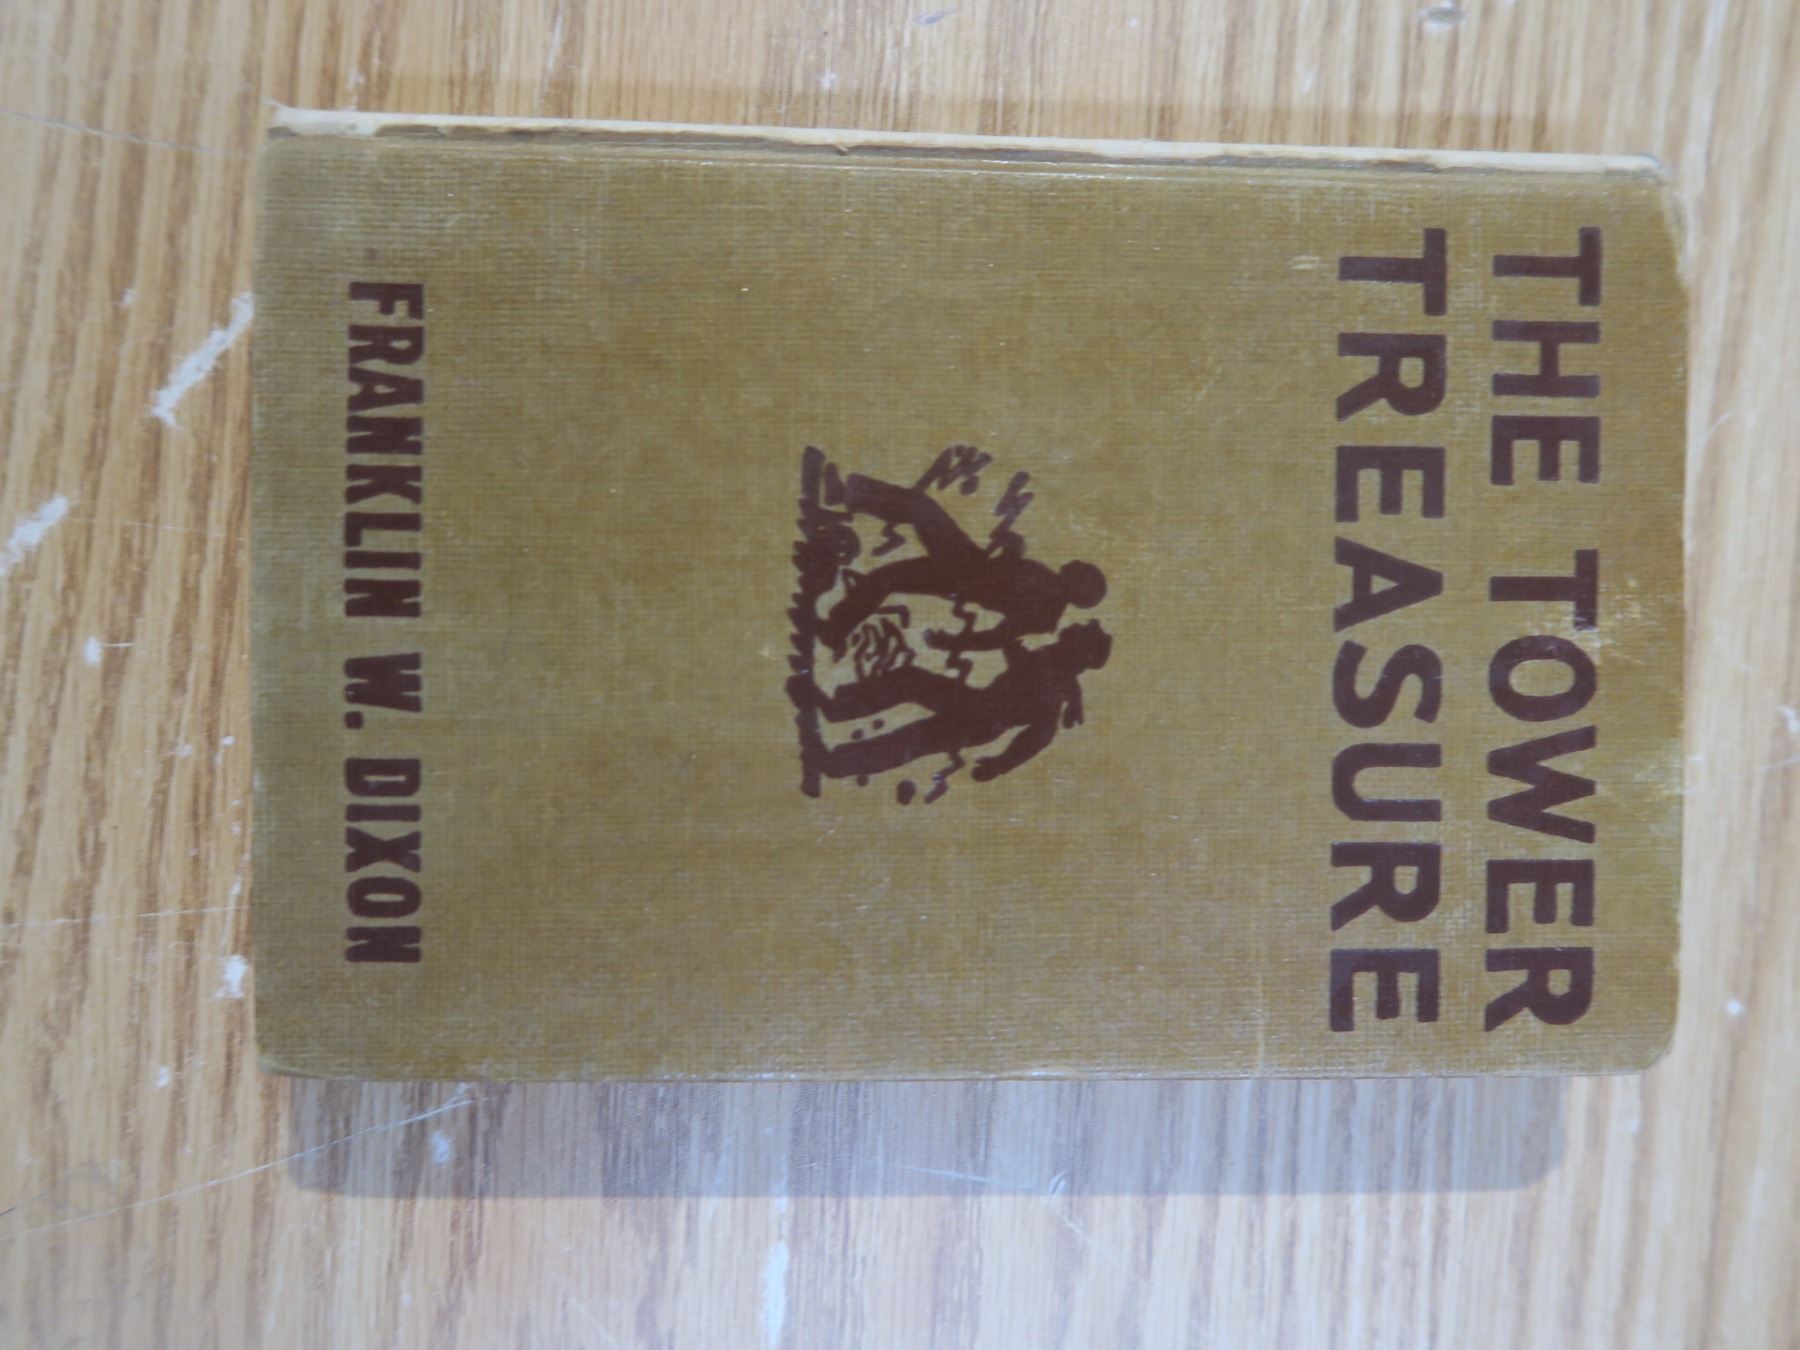 THE TOWER
TREASURE
FRANKLIN W. DIXON